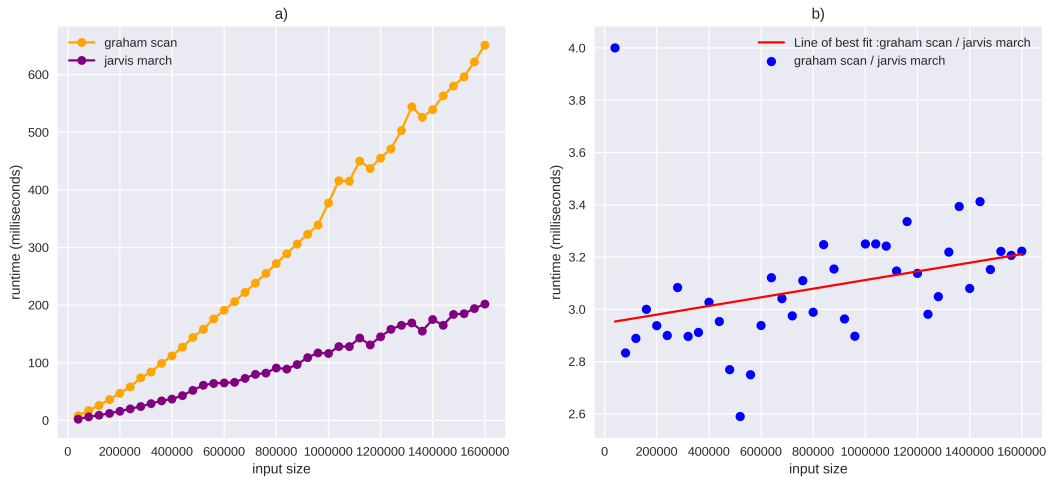 a)
graham scan
jarvis march
600
500
400
300
200
100
0
runtime (milliseconds)
0 200000 400000 600000 800000 1000000 1200000 1400000 1600000
input size
b)
Line of best fit :graham scan / jarvis march
graham scan / jarvis march
4.0
3.8
3.6
3.4
3.2
3.0
2.8
2.6
runtime (milliseconds)
0 200000 400000 600000 800000 1000000 1200000 1400000 1600000
input size